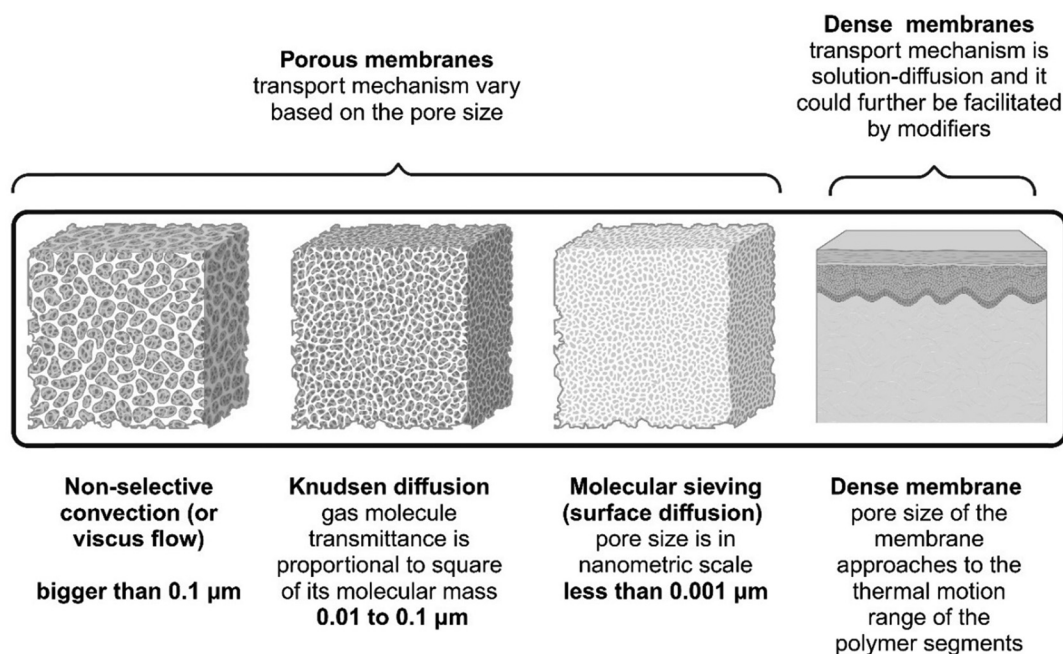 Porous membranes
transport mechanism vary
based on the pore size
Dense  membranes
transport mechanism is
solution-diffusion and it
could further be facilitated
by modifiers
Non-selective
convection (or
viscus flow)
bigger than 0.1 µm
Knudsen diffusion
gas molecule
transmittance is
proportional to square
of its molecular mass
0.01 to 0.1 µm
Molecular sieving
(surface diffusion)
pore size is in
nanometric scale
less than 0.001 µm
Dense membrane
pore size of the
membrane
approaches to the
thermal motion
range of the
polymer segments